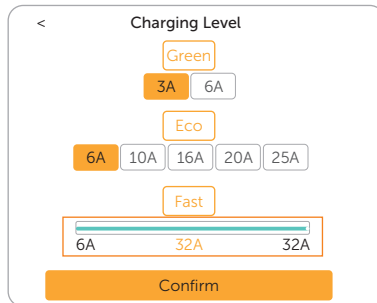 < Charging Level
Green
3A 6A
Eco
6A 10A 16A 20A 25A
Fast
6A 32A 32A
Confirm